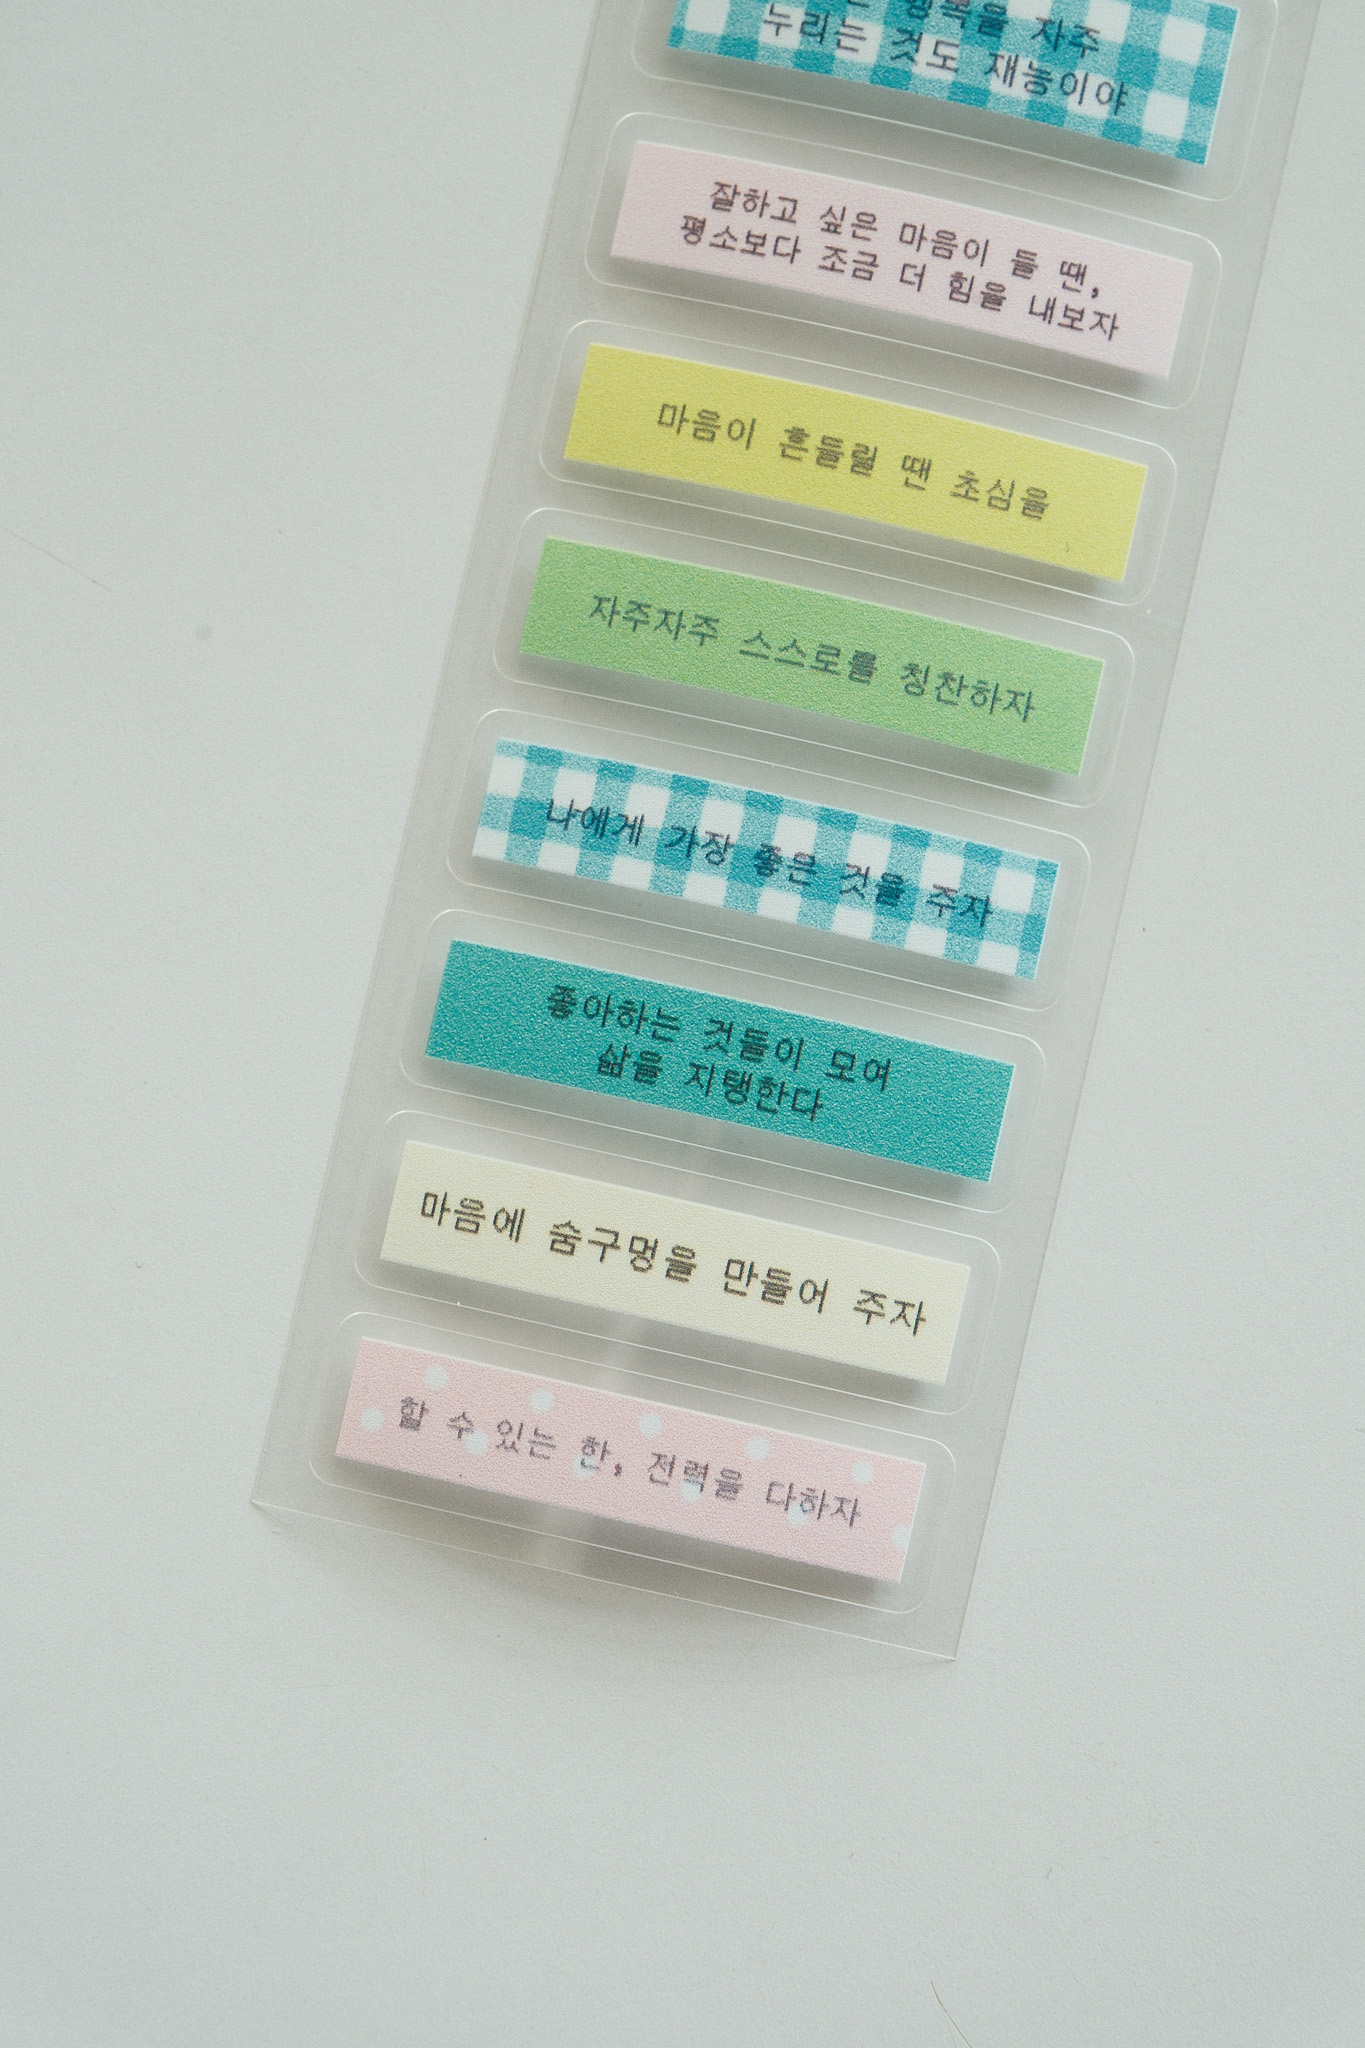 행복을 자주
누리는 것도 재능이야
잘하고 싶은 마음이 들 땐,
평소보다 조금 더 힘을 내보자
마음이 흔들릴 땐 초심을
자주자주 스스로를 칭찬하자
나에게 가장 좋은 것을 주자
좋아하는 것들이 모여
삶을 지탱한다
마음에 숨구멍을 만들어 주자
할 수 있는 한, 전력을 다하자